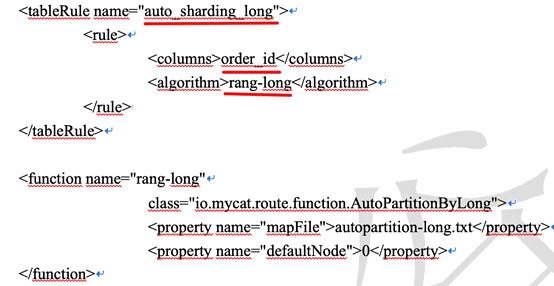 <tableRule name="auto_sharding_long">
<rule>
<columns>order_id</columns>
<algorithm>rang-long</algorithm>
</rule>
</tableRule>
<function name="rang-long"
class="io.mycat.route.function.AutoPartitionByLong">
<property name="mapFile">autopartition-long.txt</property>
<property name="defaultNode">0</property>
</function>